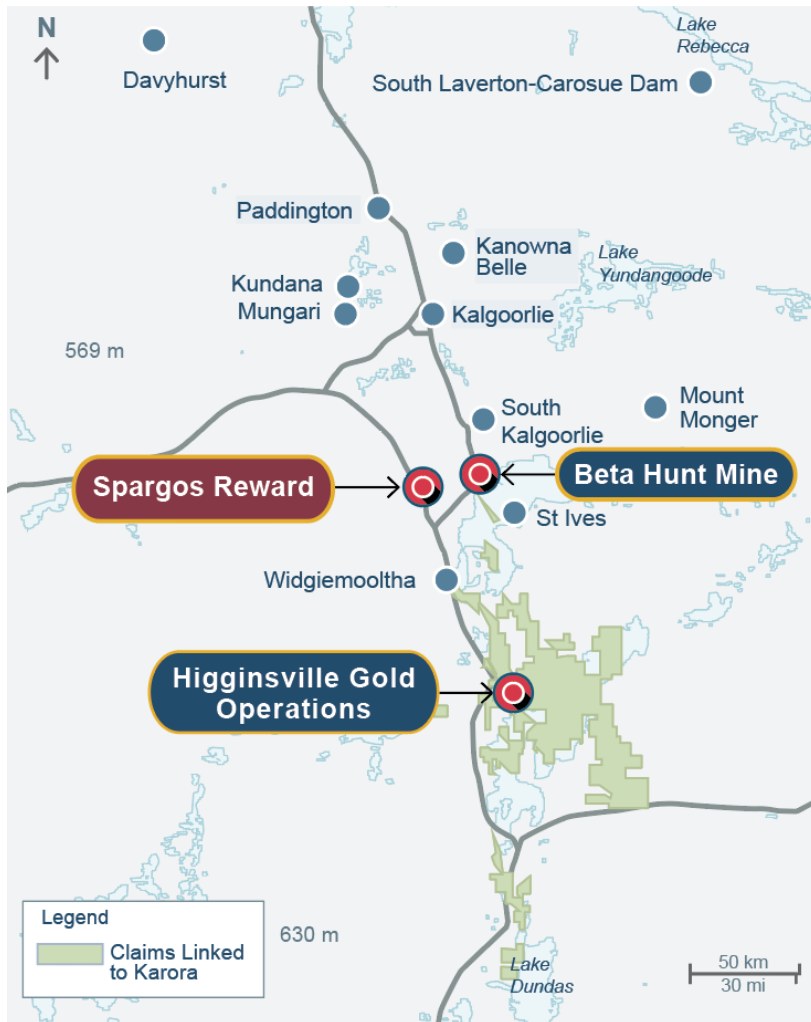 N
Davyhurst
Lake
Rebecca
South Laverton-Carosue Dam
Paddington
Kanowna
Belle
Lake
Yundangoode
Kundana
Mungari
Kalgoorlie
569 m
Mount
Monger
South
Kalgoorlie
Spargos Reward
Beta Hunt Mine
St Ives
Widgiemooltha
Higginsville Gold
Operations
Legend
Claims Linked
to Karora
630 m
Lake
Dundas
50 km
30 mi